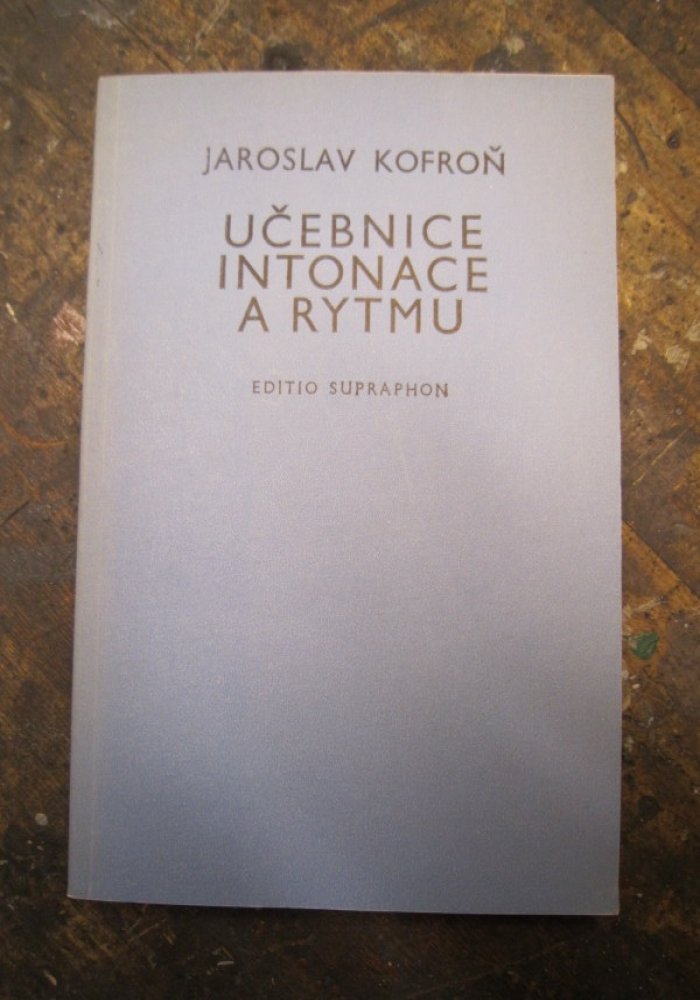 JAROSLAV KOFROŇ
UČEBNICE
INTONACE
A RYTMU
EDITIO SUPRAPHON